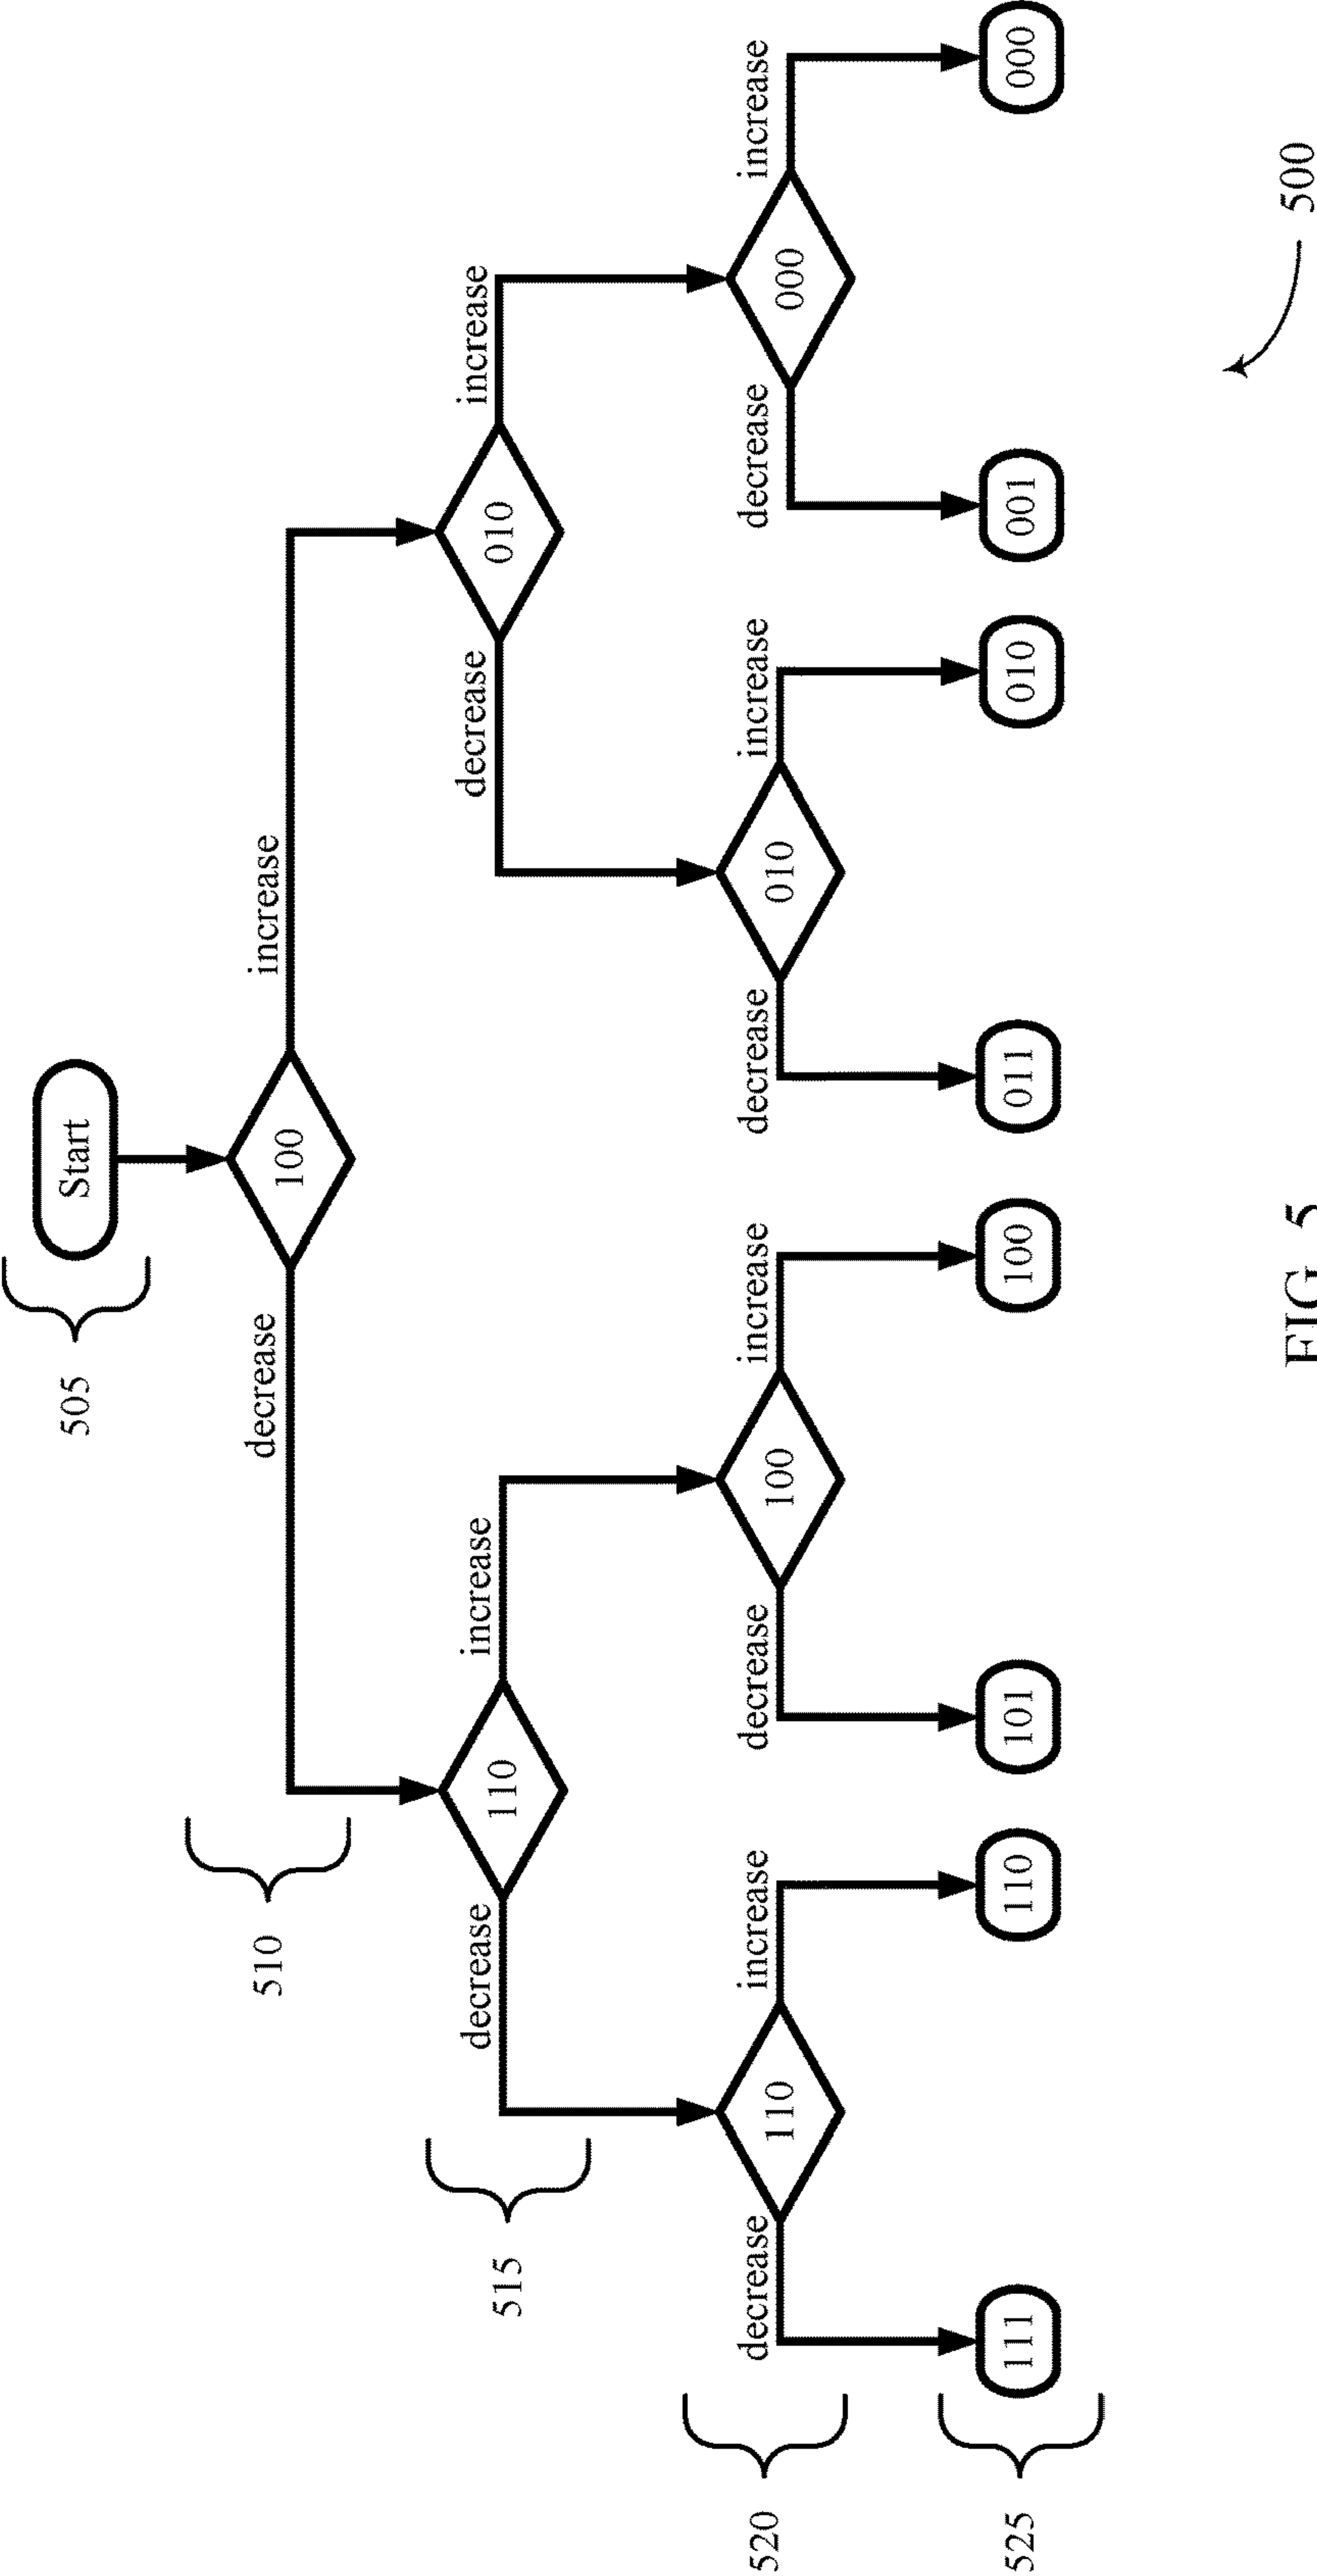 505 Start
decrease increase
510 100
decrease increase decrease increase
515 110 010
decrease increase decrease increase decrease increase decrease increase
520 110 100 010 000
525 111 110 101 100 011 010 001 000
500
FIG. 5